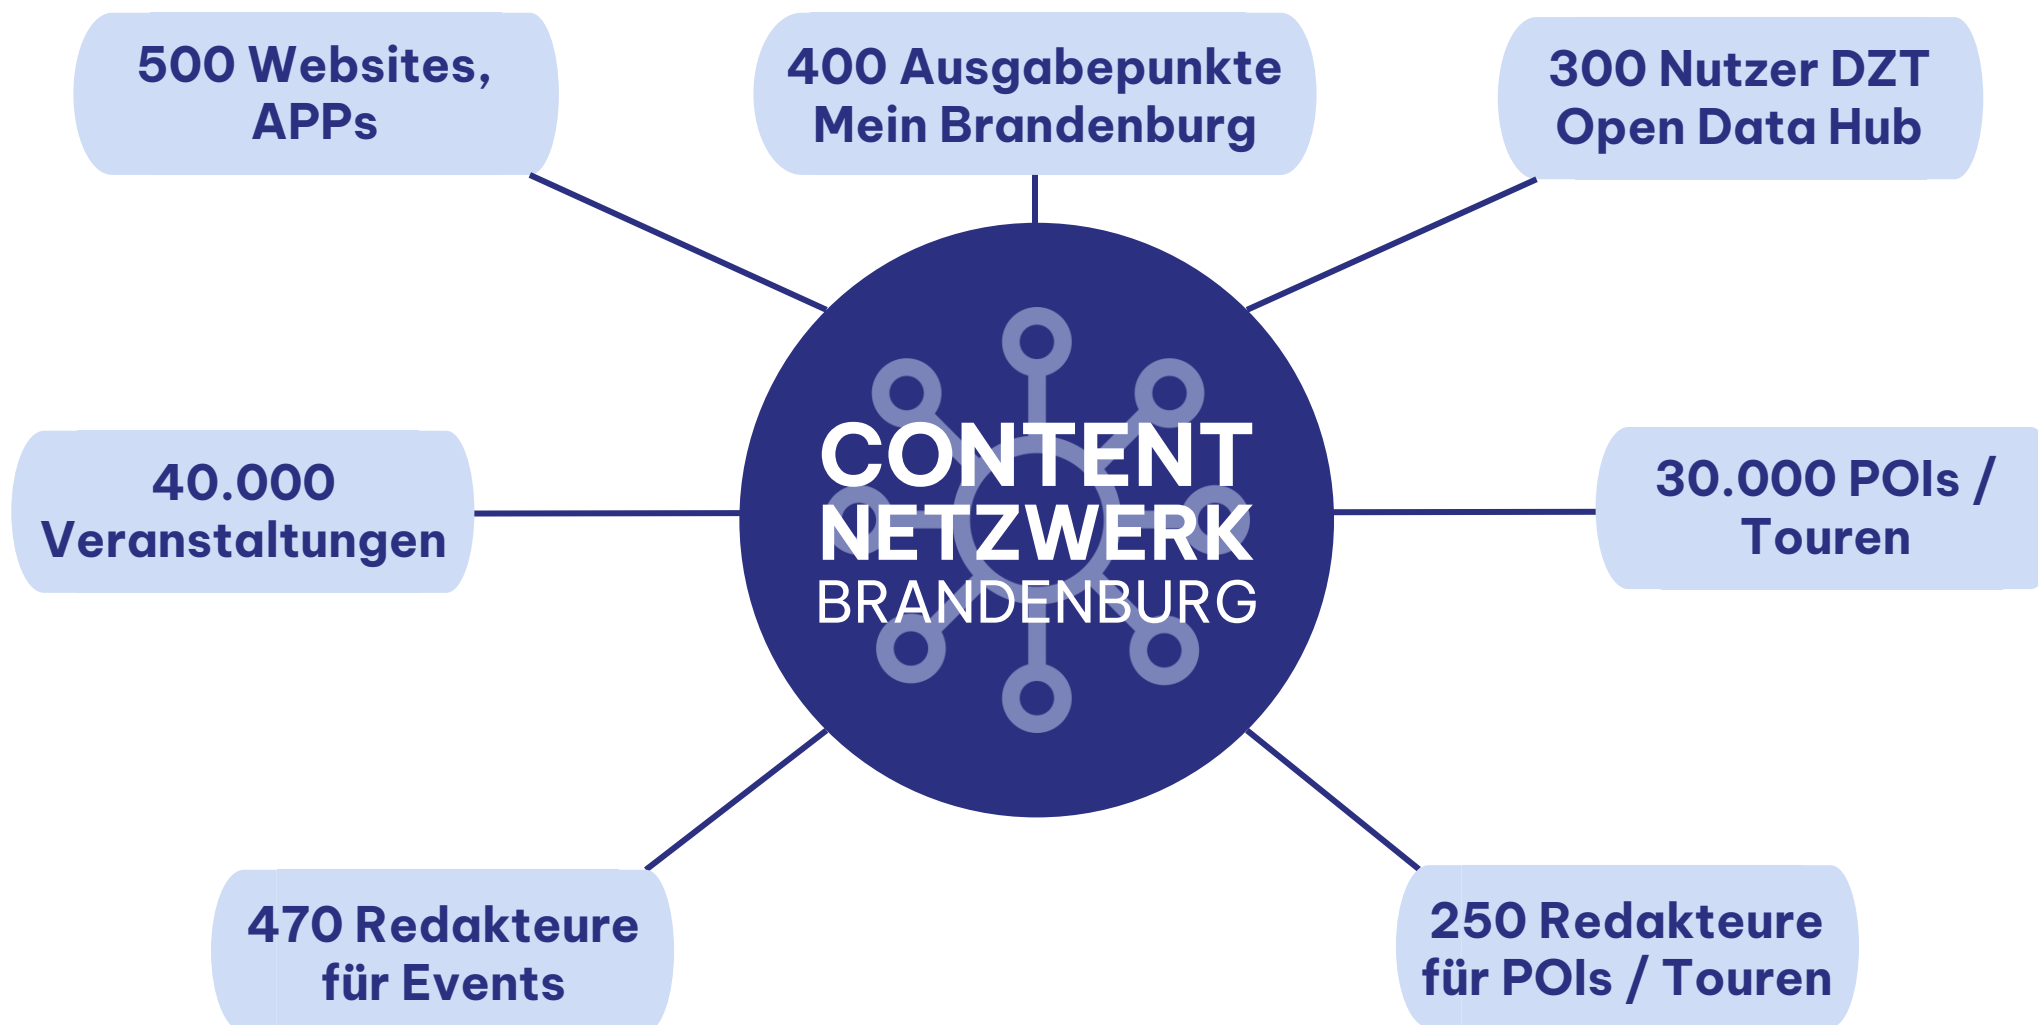 500 Websites,
APPs
400 Ausgabepunkte
Mein Brandenburg
300 Nutzer DZT
Open Data Hub
40.000
Veranstaltungen
CONTENT
NETZWERK
BRANDENBURG
30.000 POIs /
Touren
470 Redakteure
für Events
250 Redakteure
für POIs / Touren